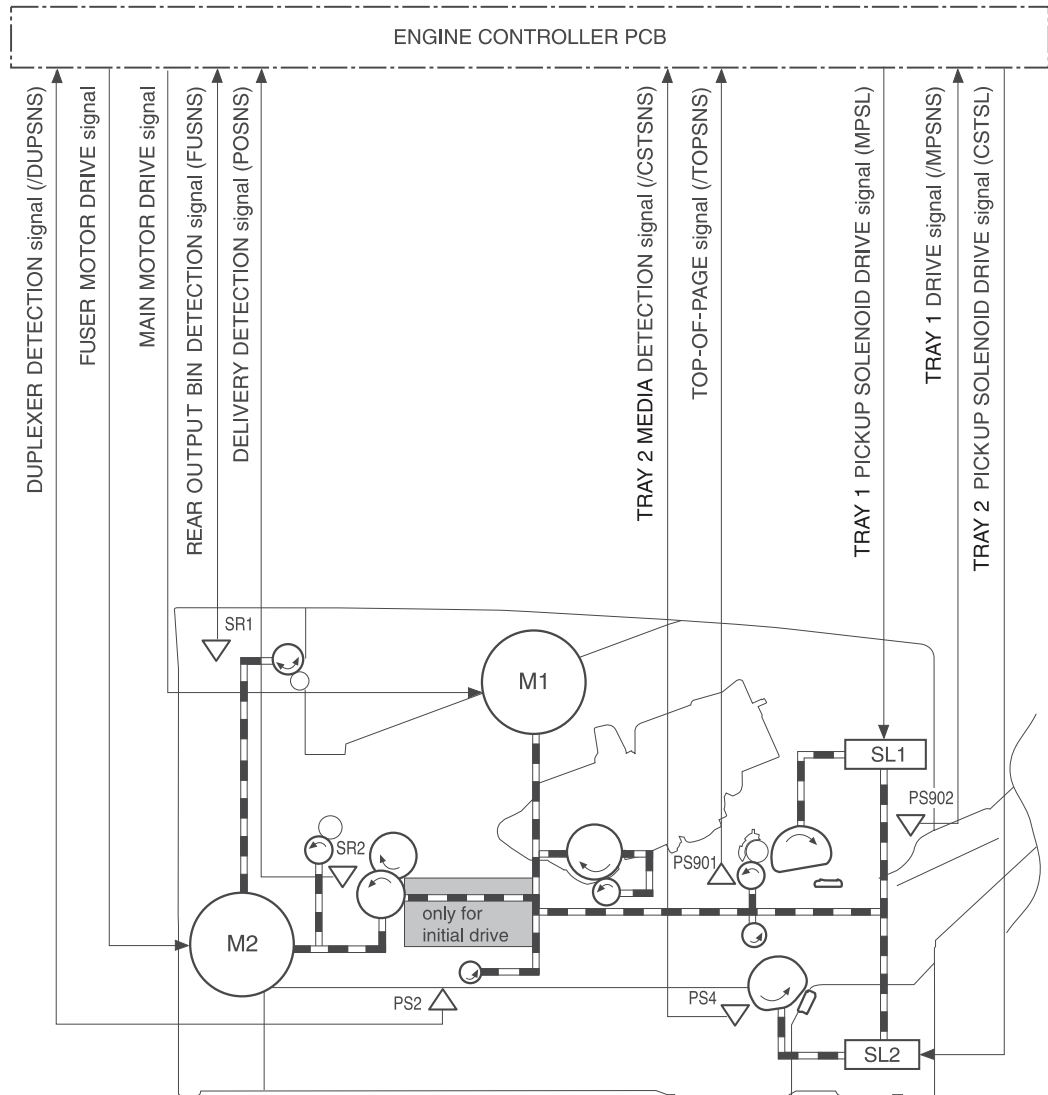 ENGINE CONTROLLER PCB
DUPLEXER DETECTION signal (/DUPSNS)
FUSER MOTOR DRIVE signal
MAIN MOTOR DRIVE signal
REAR OUTPUT BIN DETECTION signal (FUSNS)
DELIVERY DETECTION signal (POSNS)
TRAY 2 MEDIA DETECTION signal (/CSTSNS)
TOP-OF-PAGE signal (/TOPSNS)
TRAY 1 PICKUP SOLENOID DRIVE signal (MPSL)
TRAY 1 DRIVE signal (/MPSNS)
TRAY 2 PICKUP SOLENOID DRIVE signal (CSTSL)
SR1
M1
SL1
PS902
SR2
PS901
only for
initial drive
M2
PS2
PS4
SL2